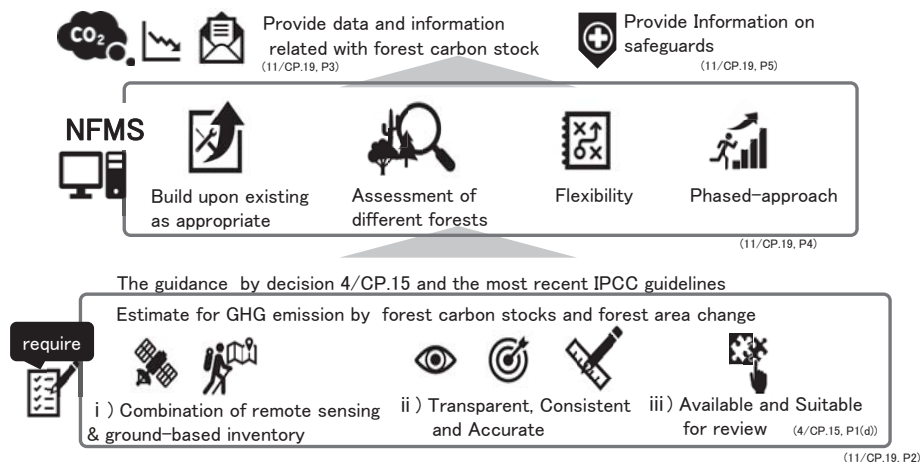 CO₂
Provide data and information
related with forest carbon stock
(11/CP.19, P3)
Provide Information on
safeguards
(11/CP.19, P5)
NFMS
Build upon existing
as appropriate
Assessment of
different forests
Flexibility
Phased-approach
(11/CP.19, P4)
The guidance by decision 4/CP.15 and the most recent IPCC guidelines
Estimate for GHG emission by forest carbon stocks and forest area change
require
ⅰ) Combination of remote sensing
& ground-based inventory
ⅱ) Transparent, Consistent
and Accurate
ⅲ) Available and Suitable
for review (4/CP.15, P1(d))
(11/CP.19, P2)